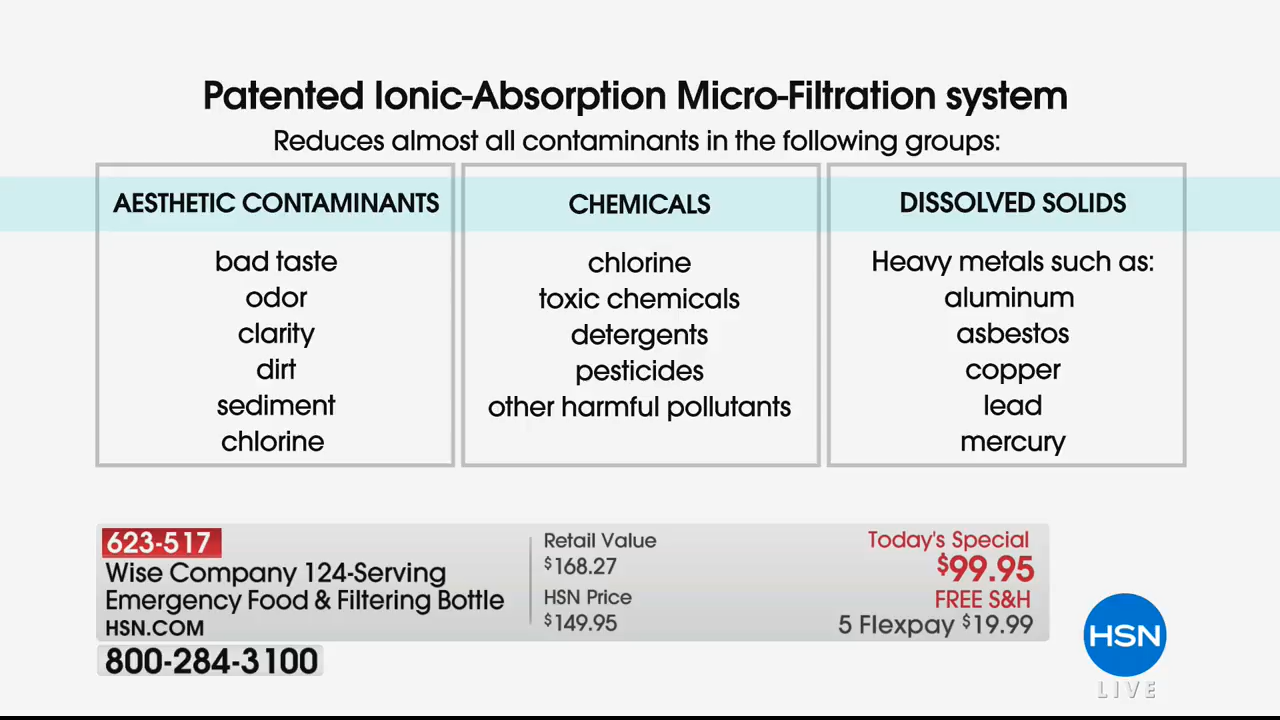 Patented Ionic-Absorption Micro-Filtration system
Reduces almost all contaminants in the following groups:
AESTHETIC CONTAMINANTS
bad taste
odor
clarity
dirt
sediment
chlorine
CHEMICALS
chlorine
toxic chemicals
detergents
pesticides
other harmful pollutants
DISSOLVED SOLIDS
Heavy metals such as:
aluminum
asbestos
copper
lead
mercury
623-517
Wise Company 124-Serving
Emergency Food & Filtering Bottle
HSN.COM
800-284-3100
Retail Value
$168.27
HSN Price
$149.95
Today's Special
$99.95
FREE S&H
5 Flexpay $19.99
HSN
LIVE